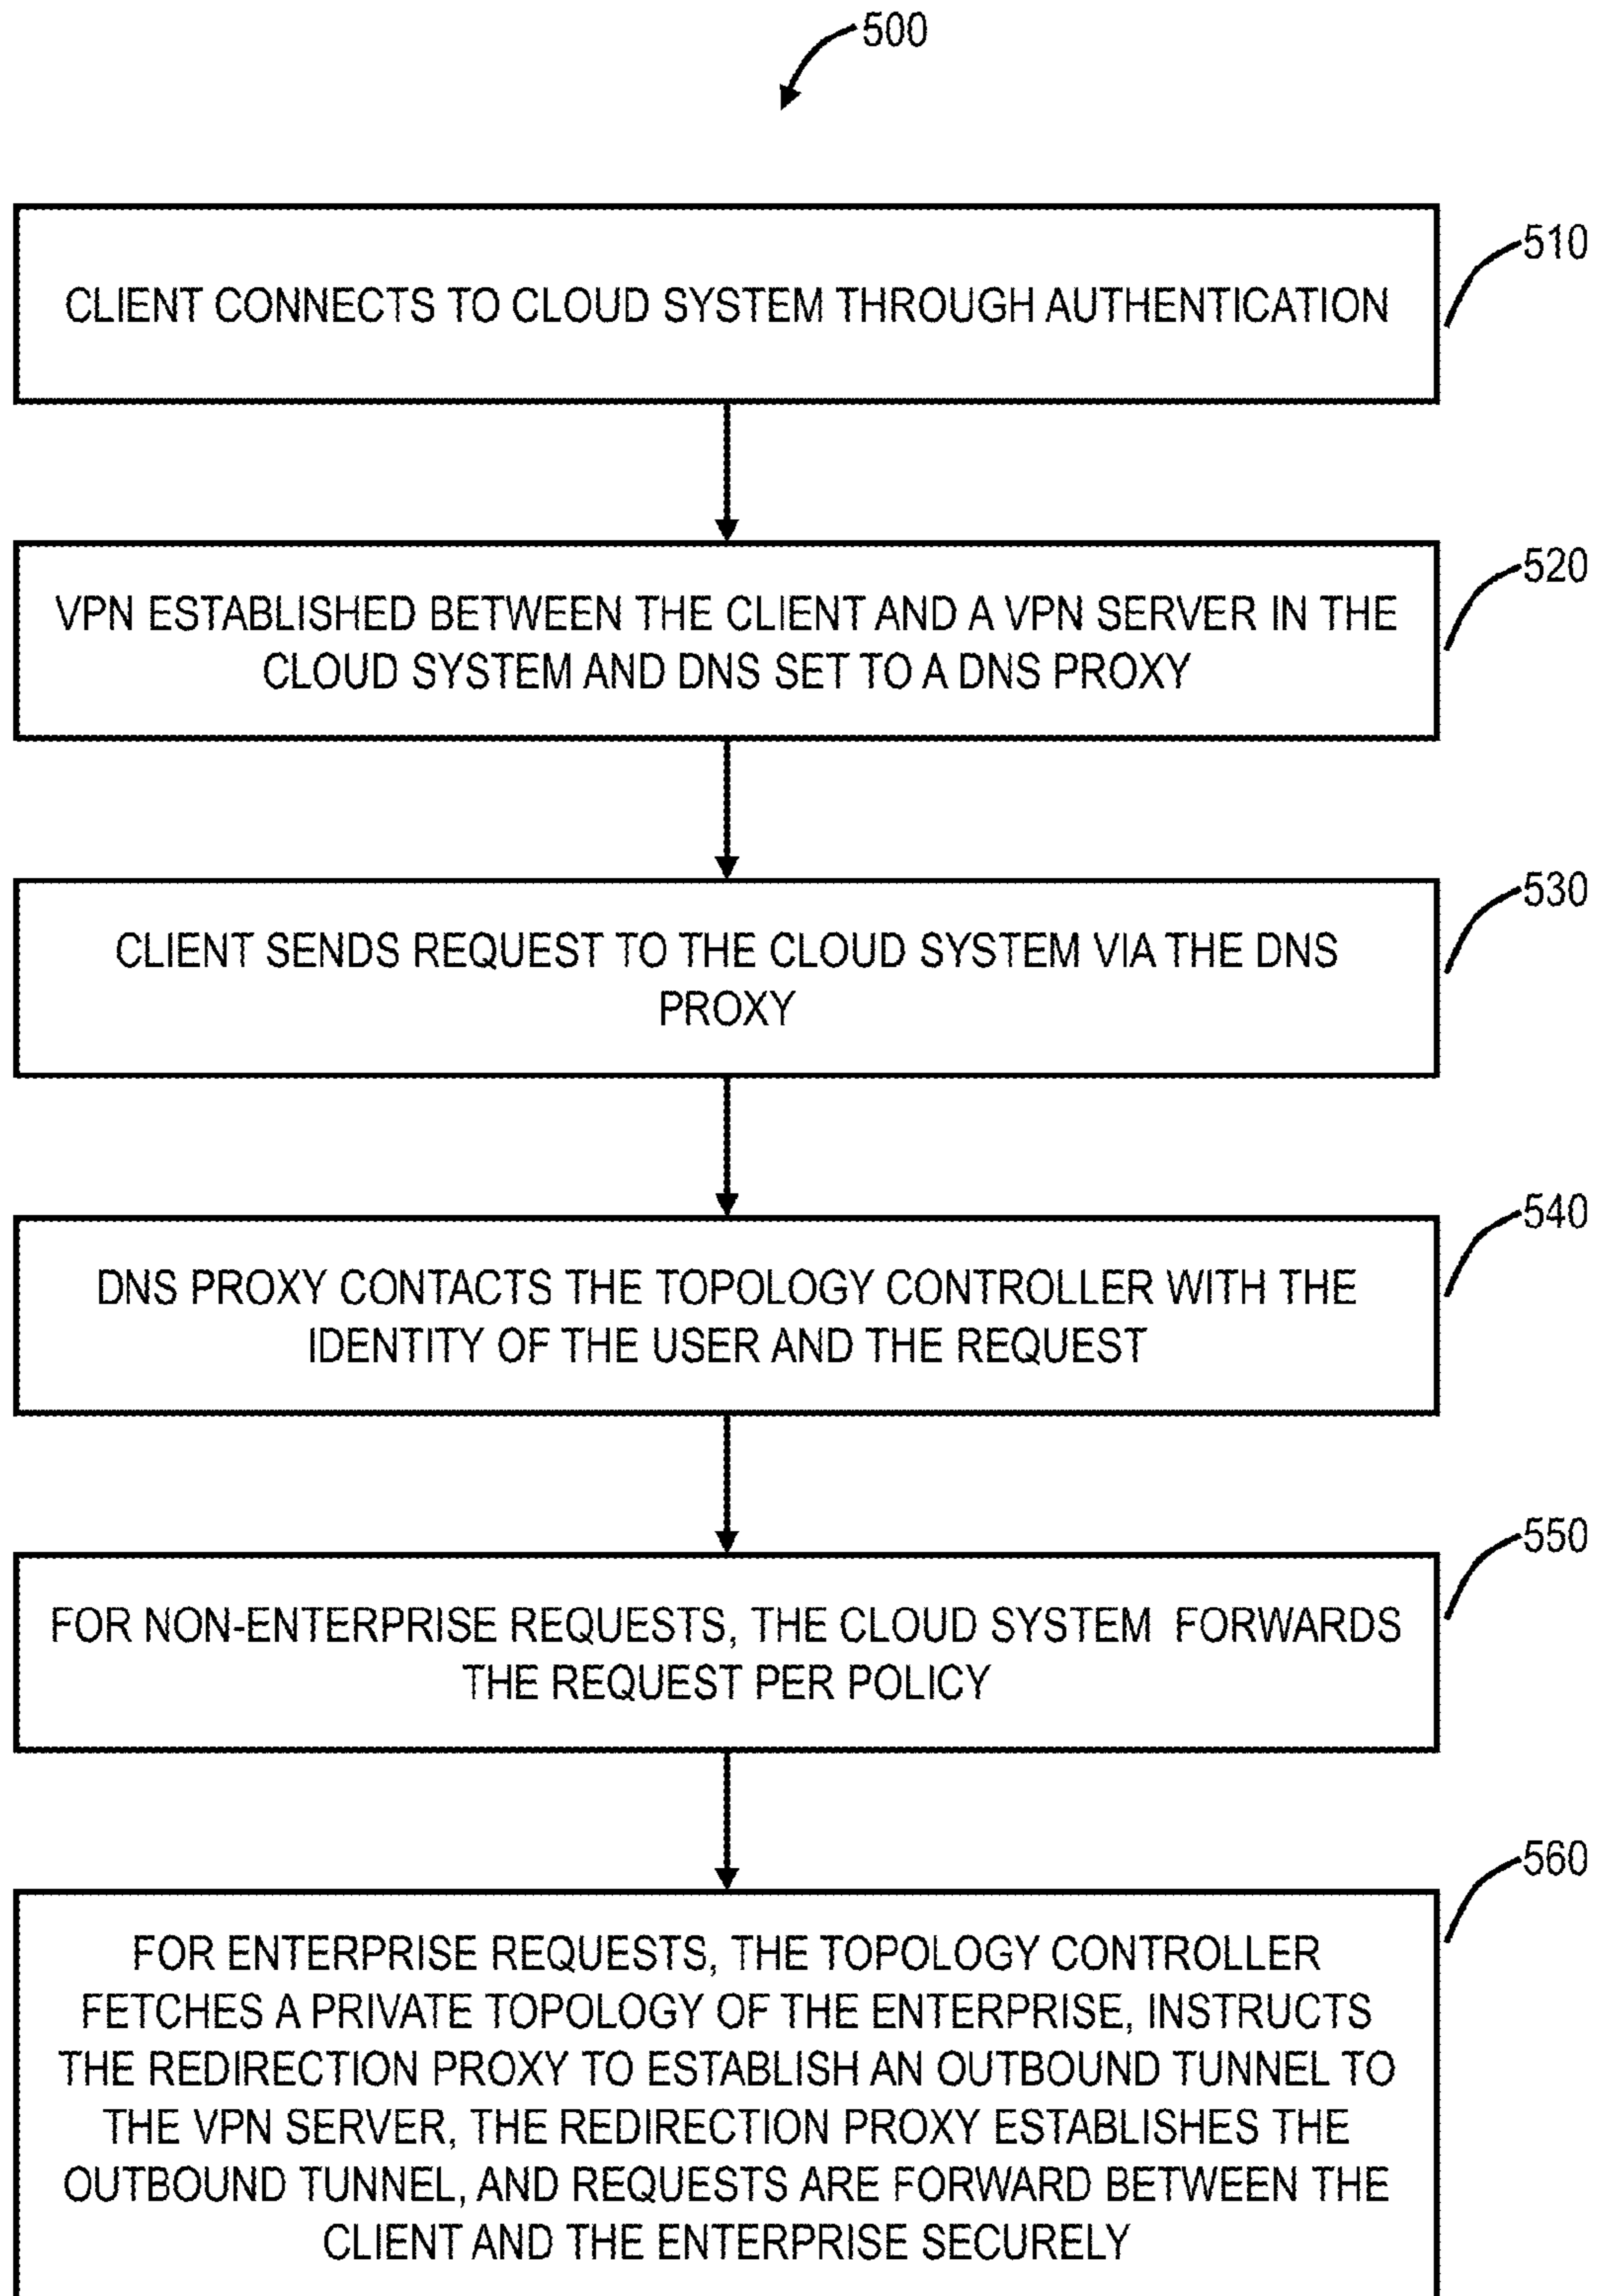 500
510
CLIENT CONNECTS TO CLOUD SYSTEM THROUGH AUTHENTICATION
520
VPN ESTABLISHED BETWEEN THE CLIENT AND A VPN SERVER IN THE
CLOUD SYSTEM AND DNS SET TO A DNS PROXY
530
CLIENT SENDS REQUEST TO THE CLOUD SYSTEM VIA THE DNS
PROXY
540
DNS PROXY CONTACTS THE TOPOLOGY CONTROLLER WITH THE
IDENTITY OF THE USER AND THE REQUEST
550
FOR NON-ENTERPRISE REQUESTS, THE CLOUD SYSTEM FORWARDS
THE REQUEST PER POLICY
560
FOR ENTERPRISE REQUESTS, THE TOPOLOGY CONTROLLER
FETCHES A PRIVATE TOPOLOGY OF THE ENTERPRISE, INSTRUCTS
THE REDIRECTION PROXY TO ESTABLISH AN OUTBOUND TUNNEL TO
THE VPN SERVER, THE REDIRECTION PROXY ESTABLISHES THE
OUTBOUND TUNNEL, AND REQUESTS ARE FORWARD BETWEEN THE
CLIENT AND THE ENTERPRISE SECURELY